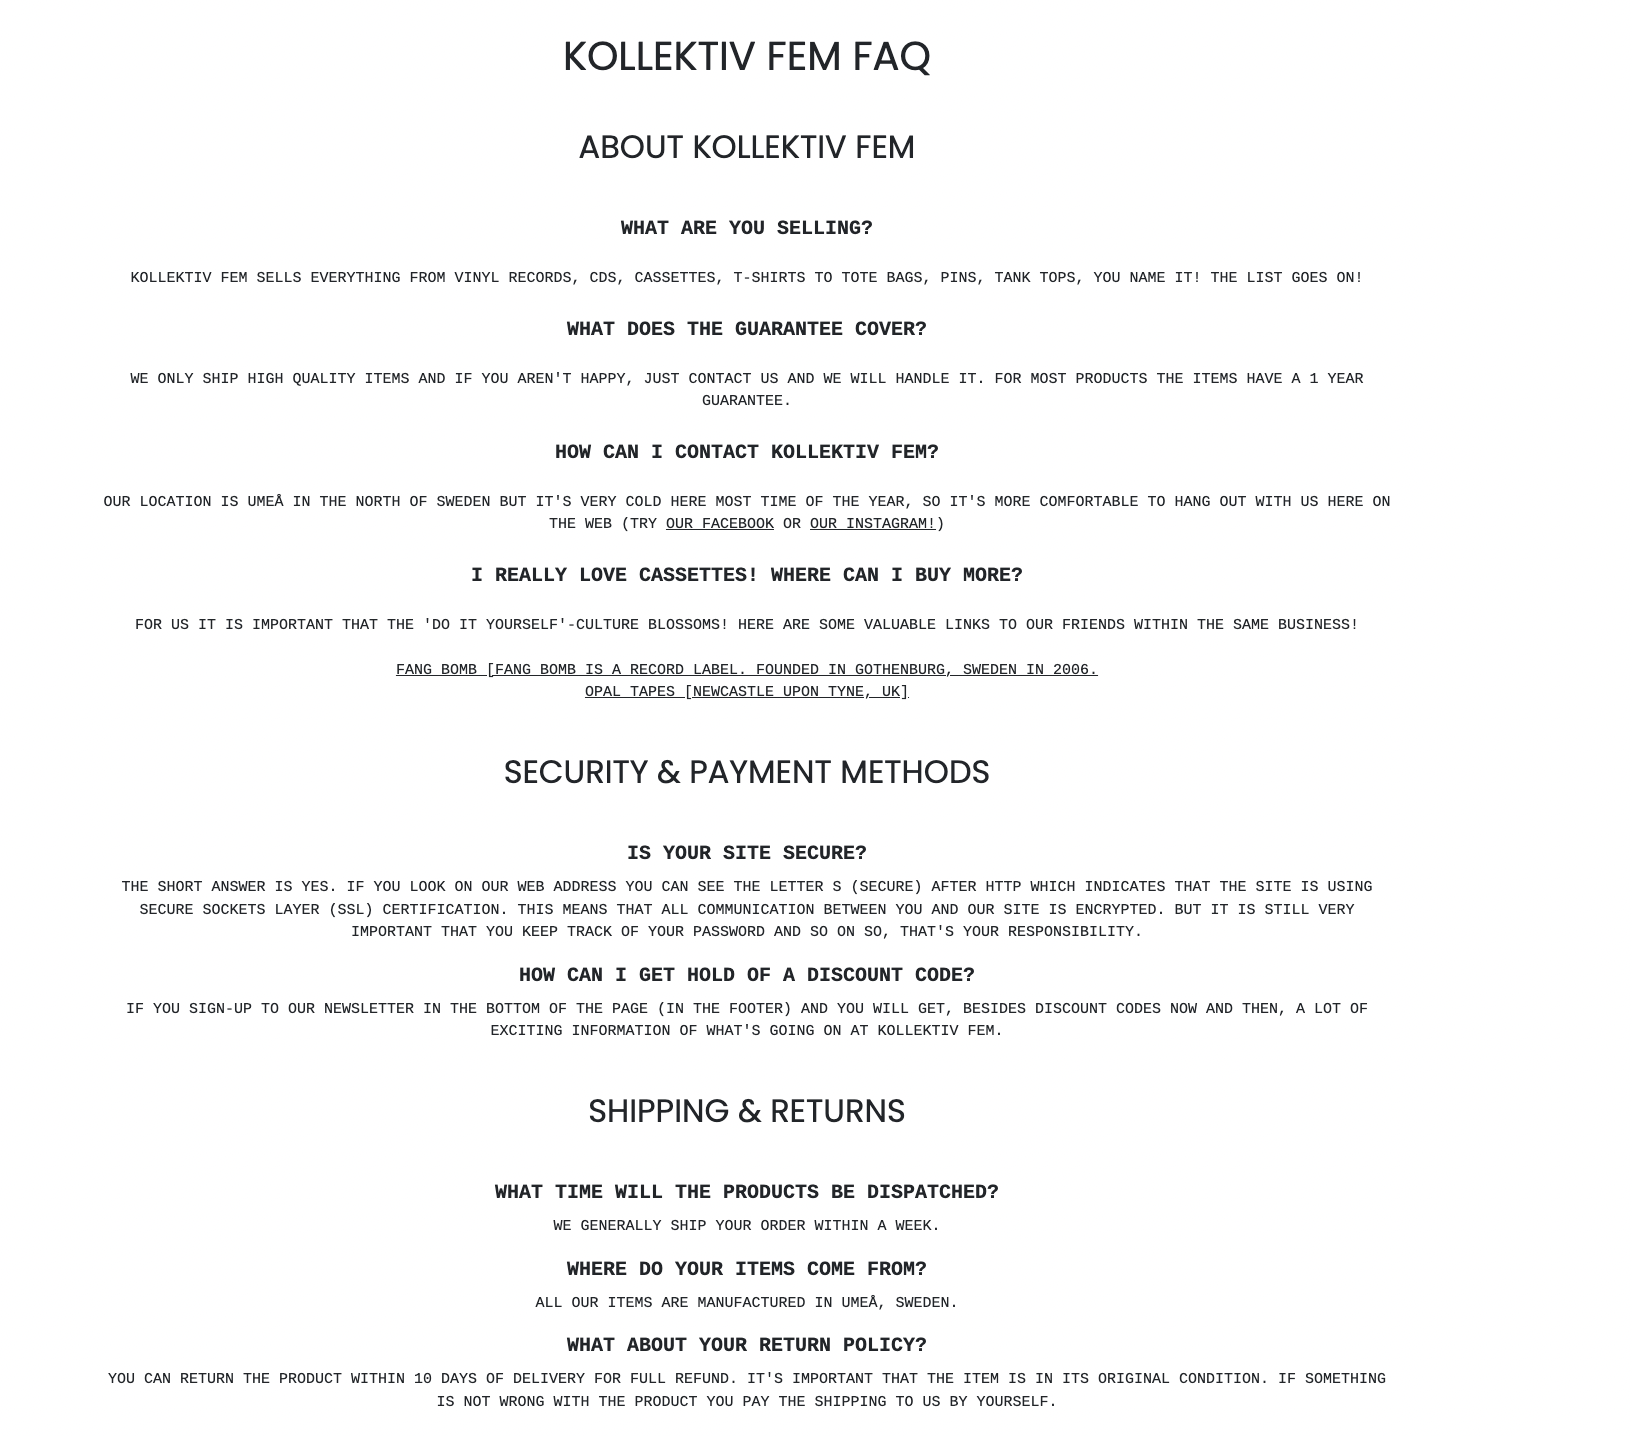 KOLLEKTIV FEM FAQ
ABOUT KOLLEKTIV FEM
WHAT ARE YOU SELLING?
KOLLEKTIV FEM SELLS EVERYTHING FROM VINYL RECORDS, CDS, CASSETTES, T-SHIRTS TO TOTE BAGS, PINS, TANK TOPS, YOU NAME IT! THE LIST GOES ON!
WHAT DOES THE GUARANTEE COVER?
WE ONLY SHIP HIGH QUALITY ITEMS AND IF YOU AREN'T HAPPY, JUST CONTACT US AND WE WILL HANDLE IT. FOR MOST PRODUCTS THE ITEMS HAVE A 1 YEAR
GUARANTEE.
HOW CAN I CONTACT KOLLEKTIV FEM?
OUR LOCATION IS UMEÅ IN THE NORTH OF SWEDEN BUT IT'S VERY COLD HERE MOST TIME OF THE YEAR, SO IT'S MORE COMFORTABLE TO HANG OUT WITH US HERE ON
THE WEB (TRY OUR FACEBOOK OR OUR INSTAGRAM!)
I REALLY LOVE CASSETTES! WHERE CAN I BUY MORE?
FOR US IT IS IMPORTANT THAT THE 'DO IT YOURSELF'-CULTURE BLOSSOMS! HERE ARE SOME VALUABLE LINKS TO OUR FRIENDS WITHIN THE SAME BUSINESS!
FANG BOMB [FANG BOMB IS A RECORD LABEL. FOUNDED IN GOTHENBURG, SWEDEN IN 2006.
OPAL TAPES [NEWCASTLE UPON TYNE, UK]
SECURITY & PAYMENT METHODS
IS YOUR SITE SECURE?
THE SHORT ANSWER IS YES. IF YOU LOOK ON OUR WEB ADDRESS YOU CAN SEE THE LETTER S (SECURE) AFTER HTTP WHICH INDICATES THAT THE SITE IS USING
SECURE SOCKETS LAYER (SSL) CERTIFICATION. THIS MEANS THAT ALL COMMUNICATION BETWEEN YOU AND OUR SITE IS ENCRYPTED. BUT IT IS STILL VERY
IMPORTANT THAT YOU KEEP TRACK OF YOUR PASSWORD AND SO ON SO, THAT'S YOUR RESPONSIBILITY.
HOW CAN I GET HOLD OF A DISCOUNT CODE?
IF YOU SIGN-UP TO OUR NEWSLETTER IN THE BOTTOM OF THE PAGE (IN THE FOOTER) AND YOU WILL GET, BESIDES DISCOUNT CODES NOW AND THEN, A LOT OF
EXCITING INFORMATION OF WHAT'S GOING ON AT KOLLEKTIV FEM.
SHIPPING & RETURNS
WHAT TIME WILL THE PRODUCTS BE DISPATCHED?
WE GENERALLY SHIP YOUR ORDER WITHIN A WEEK.
WHERE DO YOUR ITEMS COME FROM?
ALL OUR ITEMS ARE MANUFACTURED IN UMEÅ, SWEDEN.
WHAT ABOUT YOUR RETURN POLICY?
YOU CAN RETURN THE PRODUCT WITHIN 10 DAYS OF DELIVERY FOR FULL REFUND. IT'S IMPORTANT THAT THE ITEM IS IN ITS ORIGINAL CONDITION. IF SOMETHING
IS NOT WRONG WITH THE PRODUCT YOU PAY THE SHIPPING TO US BY YOURSELF.